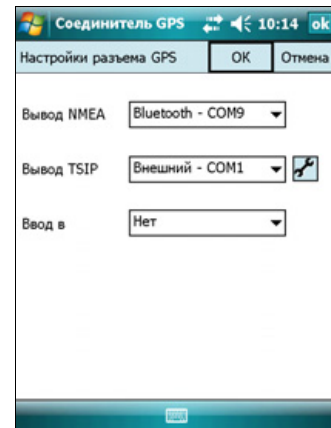 Соединитель GPS 10:14 ok
Настройки разъема GPS OK Отмена
Вывод NMEA Bluetooth - COM9
Вывод TSIP Внешний - COM1
Ввод в Нет